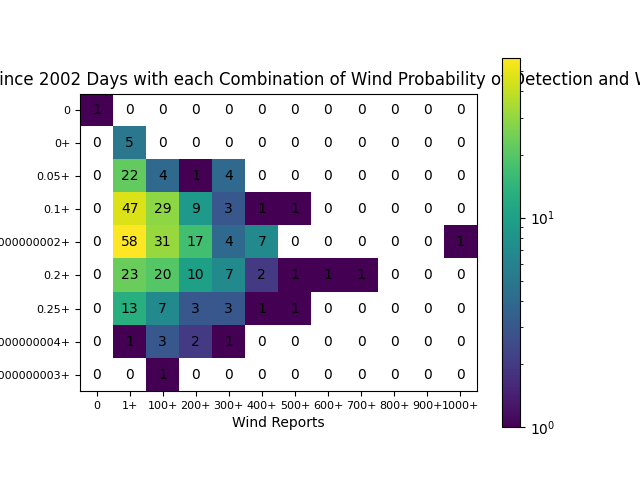 ince 2002 Days with each Combination of Wind Probability of Detection and W
0 1 0 0 0 0 0 0 0 0 0 0 0
0+ 0 5 0 0 0 0 0 0 0 0 0 0
0.05+ 0 22 4 1 4 0 0 0 0 0 0 0
0.1+ 0 47 29 9 3 1 1 0 0 0 0 0
000000002+ 0 58 31 17 4 7 0 0 0 0 0 1
0.2+ 0 23 20 10 7 2 1 1 1 0 0 0
0.25+ 0 13 7 3 3 1 1 0 0 0 0 0
000000004+ 0 1 3 2 1 0 0 0 0 0 0 0
000000003+ 0 0 1 0 0 0 0 0 0 0 0 0
0 1+ 100+ 200+ 300+ 400+ 500+ 600+ 700+ 800+ 900+ 1000+
Wind Reports
10¹
10⁰